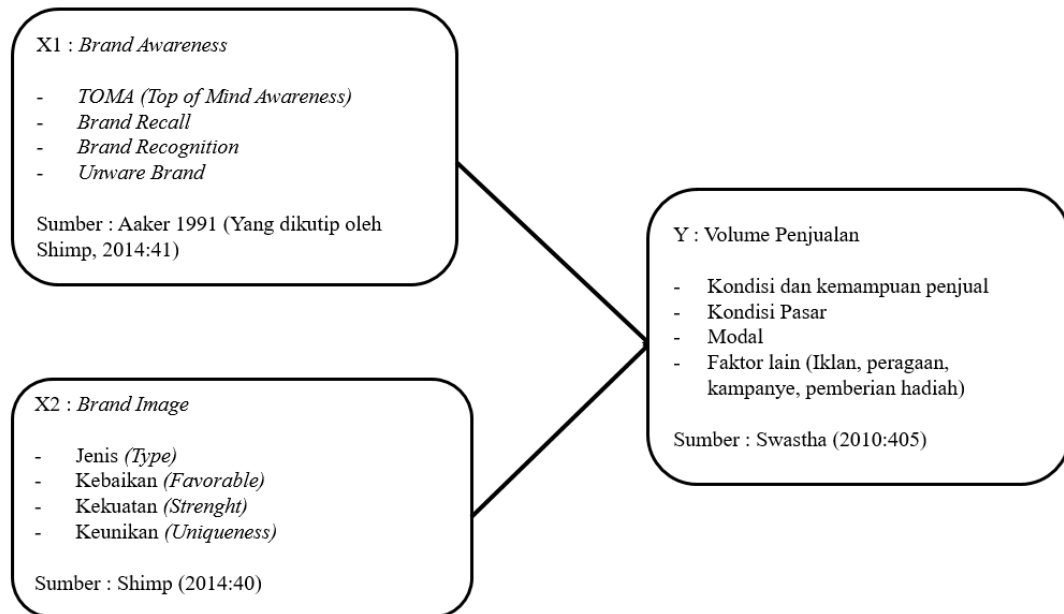 X1 : Brand Awareness
- TOMA (Top of Mind Awareness)
- Brand Recall
- Brand Recognition
- Unware Brand
Sumber : Aaker 1991 (Yang dikutip oleh
Shimp, 2014:41)
X2 : Brand Image
- Jenis (Type)
- Kebaikan (Favorable)
- Kekuatan (Strenght)
- Keunikan (Uniqueness)
Sumber : Shimp (2014:40)
Y : Volume Penjualan
- Kondisi dan kemampuan penjual
- Kondisi Pasar
- Modal
- Faktor lain (Iklan, peragaan,
kampanye, pemberian hadiah)
Sumber : Swastha (2010:405)